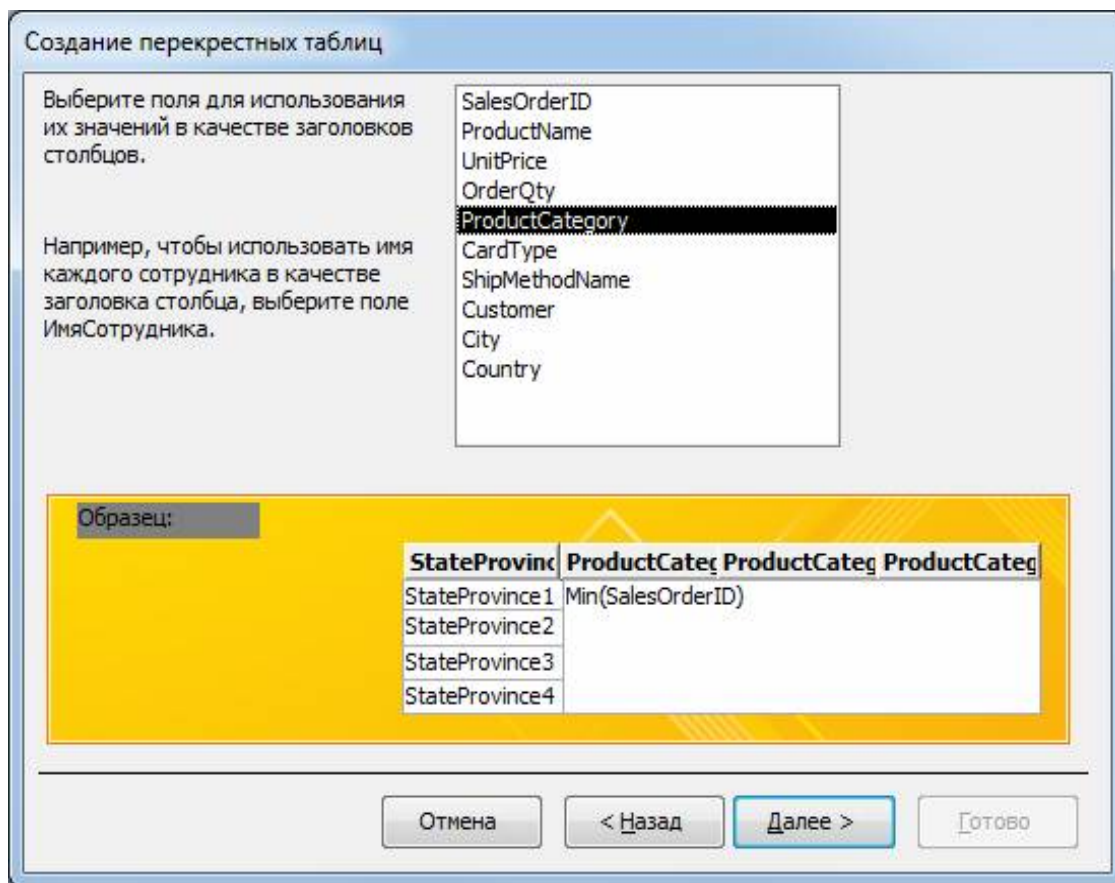 Создание перекрестных таблиц
Выберите поля для использования
их значений в качестве заголовков
столбцов.
Например, чтобы использовать имя
каждого сотрудника в качестве
заголовка столбца, выберите поле
ИмяСотрудника.
SalesOrderID
ProductName
UnitPrice
OrderQty
ProductCategory
CardType
ShipMethodName
Customer
City
Country
Образец:
StateProvinc ProductCateg ProductCateg ProductCateg
StateProvince1 Min(SalesOrderID)
StateProvince2
StateProvince3
StateProvince4
Отмена < Назад Далее > Готово